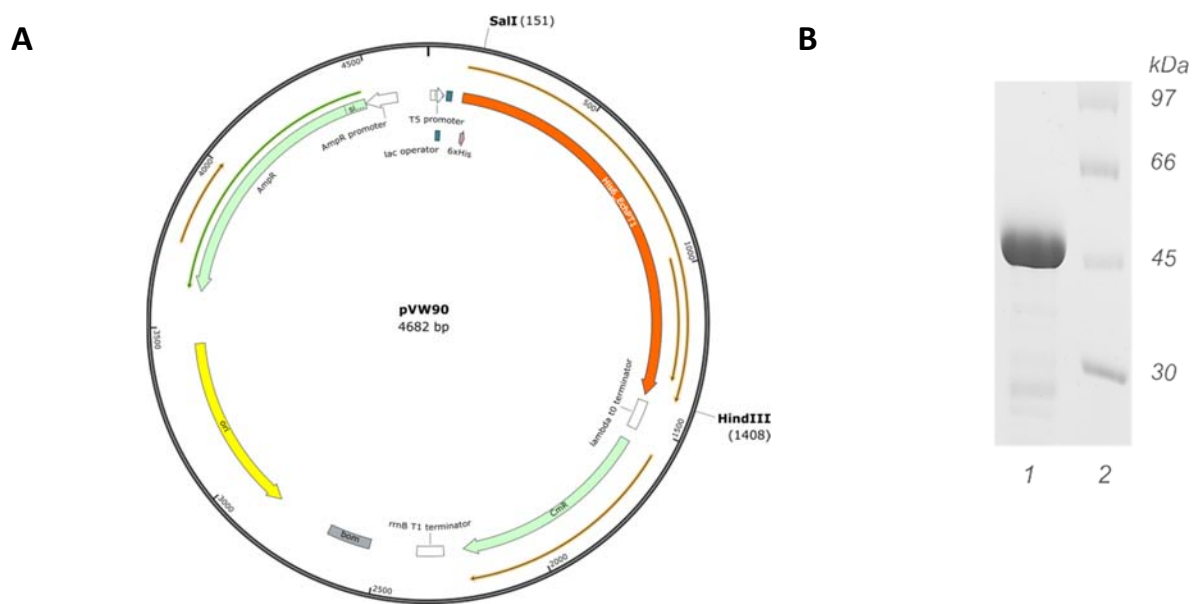 A
B
SalI (151)
4500
500
AmpR promoter
T5 promoter
lac operator
6xHis
4000
AmpR
1000
pVW90
4682 bp
3500
lambda t0 terminator
HindIII
(1408)
1500
ori
CmR
3000
rrnB T1 terminator
bom
2000
2500
kDa
97
66
45
30
1
2